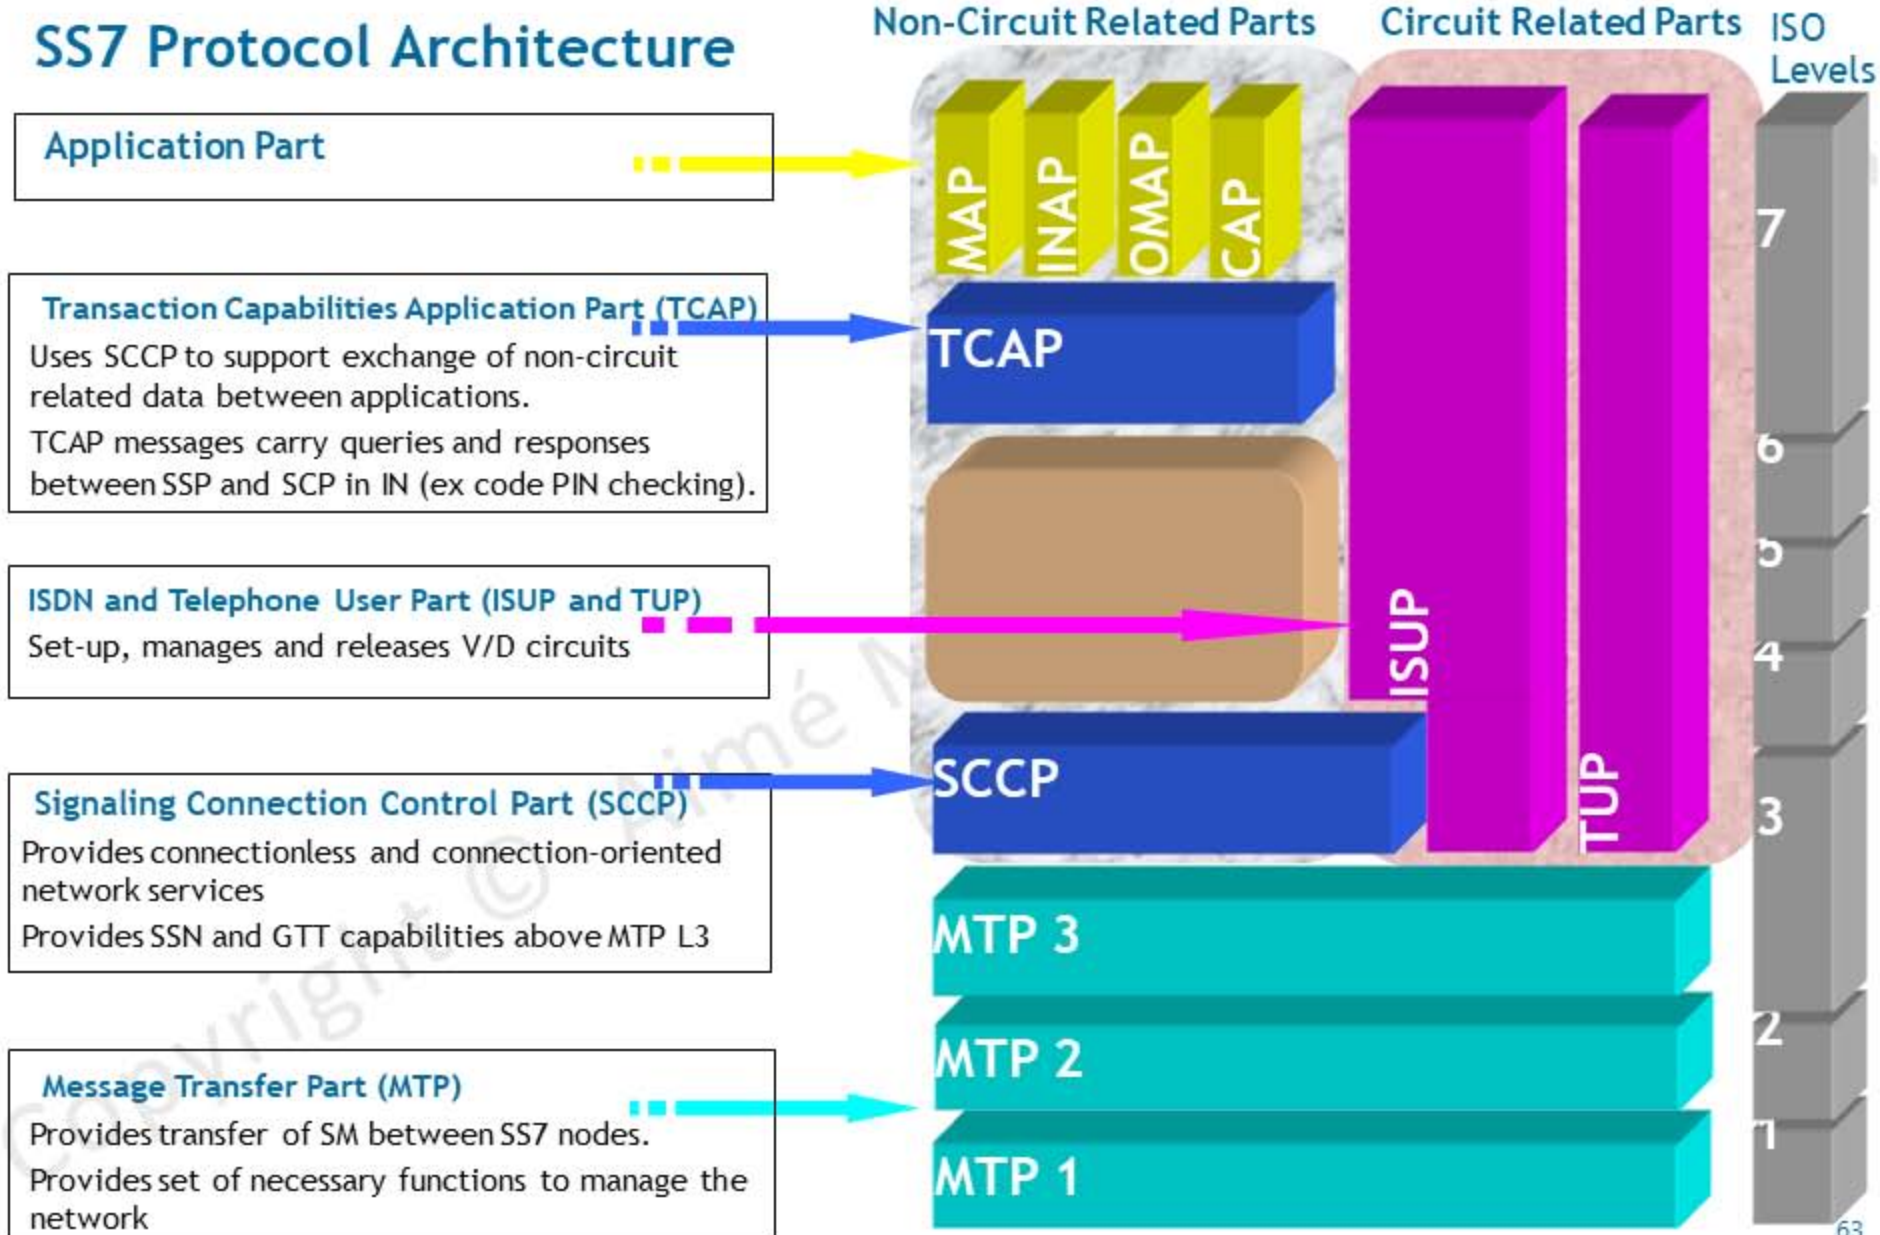 SS7 Protocol Architecture
Non-Circuit Related Parts
Circuit Related Parts
ISO
Levels
Application Part
MAP
INAP
OMAP
CAP
7
Transaction Capabilities Application Part (TCAP)
Uses SCCP to support exchange of non-circuit
related data between applications.
TCAP messages carry queries and responses
between SSP and SCP in IN (ex code PIN checking).
TCAP
6
5
ISDN and Telephone User Part (ISUP and TUP)
Set-up, manages and releases V/D circuits
ISUP
4
Signaling Connection Control Part (SCCP)
Provides connectionless and connection-oriented
network services
Provides SSN and GTT capabilities above MTP L3
SCCP
TUP
3
MTP 3
MTP 2
2
Message Transfer Part (MTP)
Provides transfer of SM between SS7 nodes.
Provides set of necessary functions to manage the
network
MTP 1
1
Copyright © Aimé
63